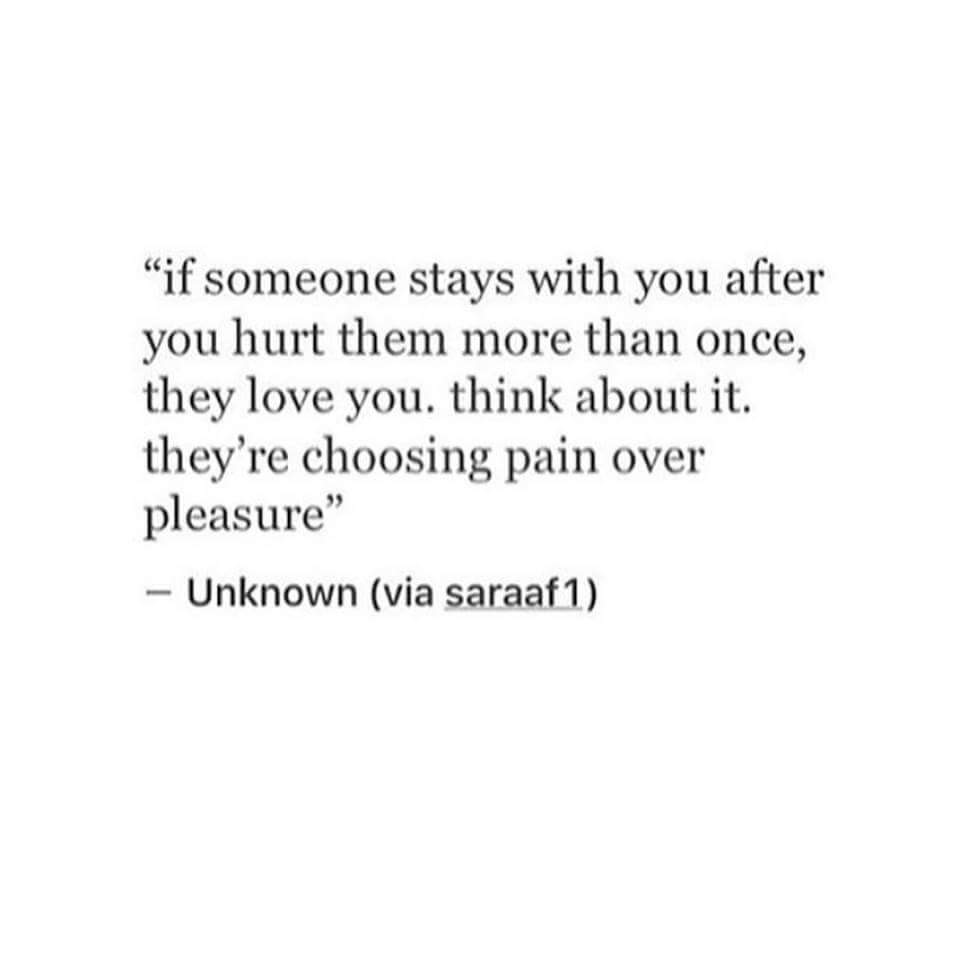 “if someone stays with you after
you hurt them more than once,
they love you. think about it.
they’re choosing pain over
pleasure”
— Unknown (via saraaf1)